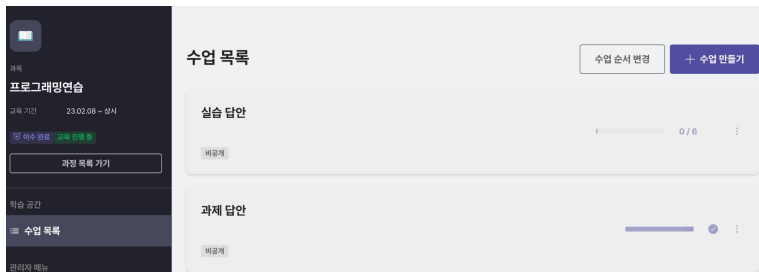 과목
프로그래밍연습
교육 기간 23.02.08 ~ 상시
이수 완료 교육 진행 중
과정 목록 가기
학습 공간
수업 목록
관리자 메뉴
수업 목록
수업 순서 변경
+ 수업 만들기
실습 답안
비공개
0 / 6
과제 답안
비공개